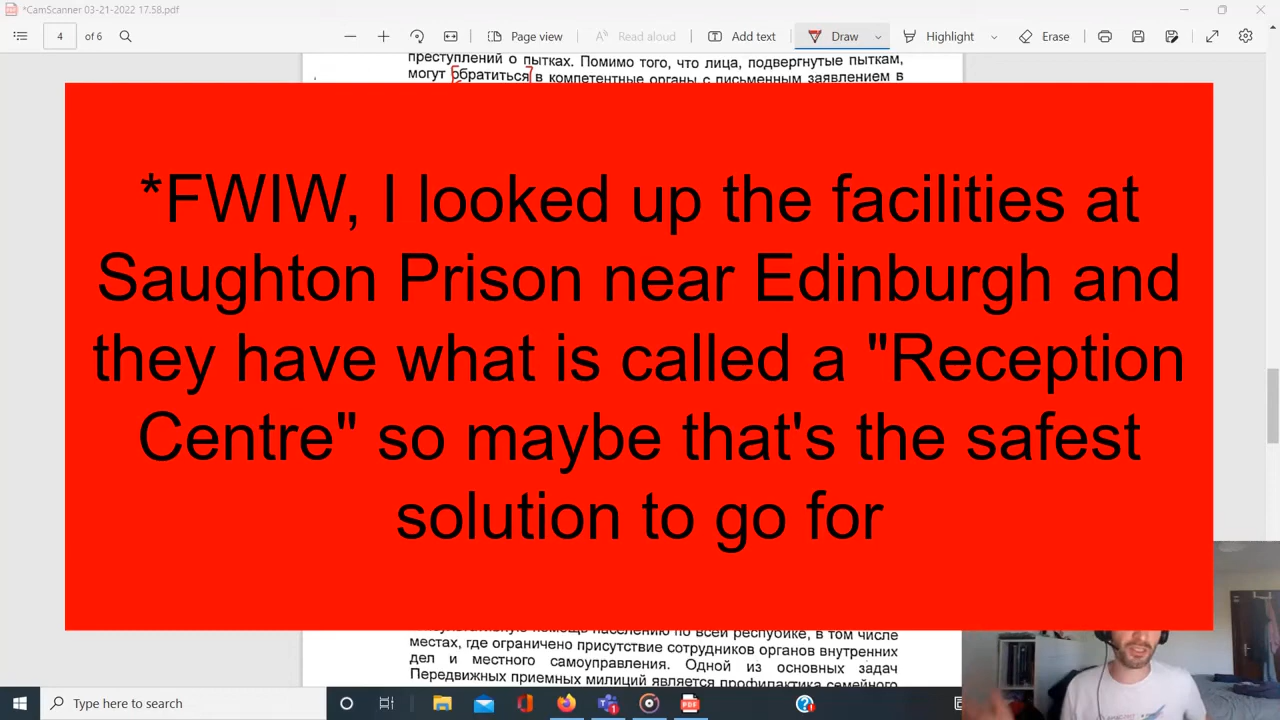 *CamScanner 03-21-2022 17.58.pdf
4 of 6 Page view Read aloud Add text Draw Highlight Erase
преступлений о пытках. Помимо того, что лица, подвергнутые пыткам,
могут обратиться в компетентные органы с письменным заявлением в
*FWIW, I looked up the facilities at
Saughton Prison near Edinburgh and
they have what is called a "Reception
Centre" so maybe that's the safest
solution to go for
помощь населению по всей респубике, в том числе
местах, где ограничено присутствие сотрудников органов внутренних
дел и местного самоуправления. Одной из основных задач
Передвижных приемных милиций является профилактика семейного
Type here to search